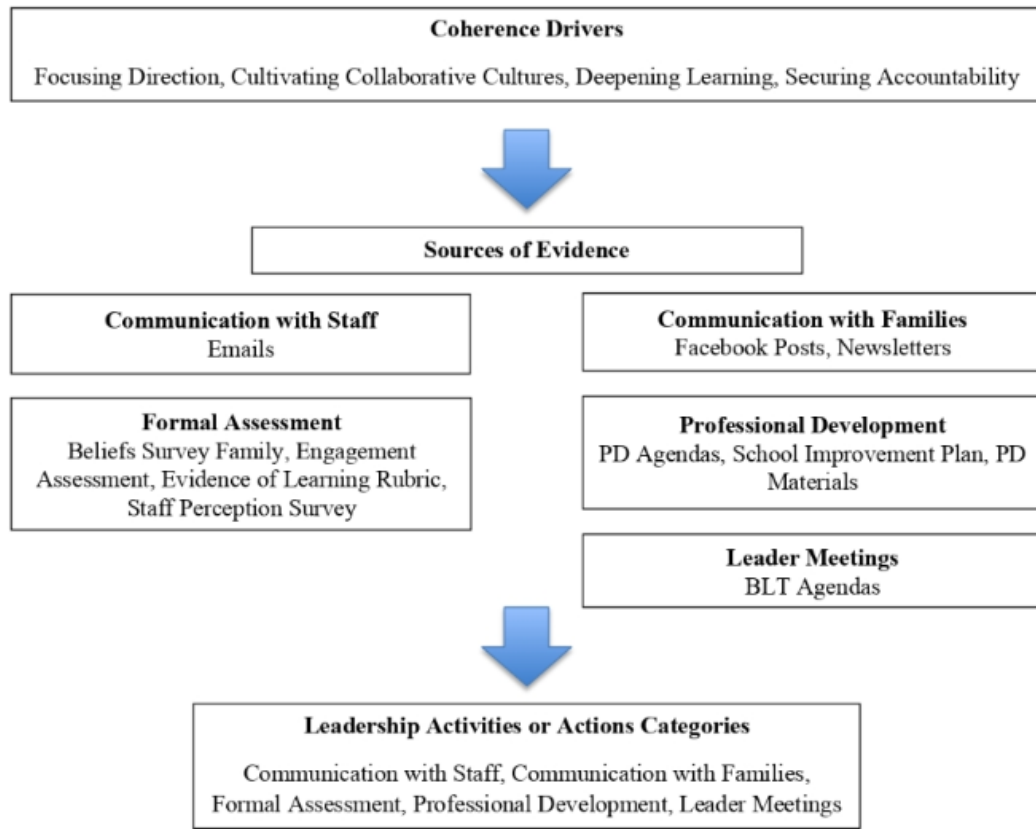 Coherence Drivers
Focusing Direction, Cultivating Collaborative Cultures, Deepening Learning, Securing Accountability
Sources of Evidence
Communication with Staff
Emails
Communication with Families
Facebook Posts, Newsletters
Formal Assessment
Beliefs Survey Family, Engagement
Assessment, Evidence of Learning Rubric,
Staff Perception Survey
Professional Development
PD Agendas, School Improvement Plan, PD
Materials
Leader Meetings
BLT Agendas
Leadership Activities or Actions Categories
Communication with Staff, Communication with Families,
Formal Assessment, Professional Development, Leader Meetings